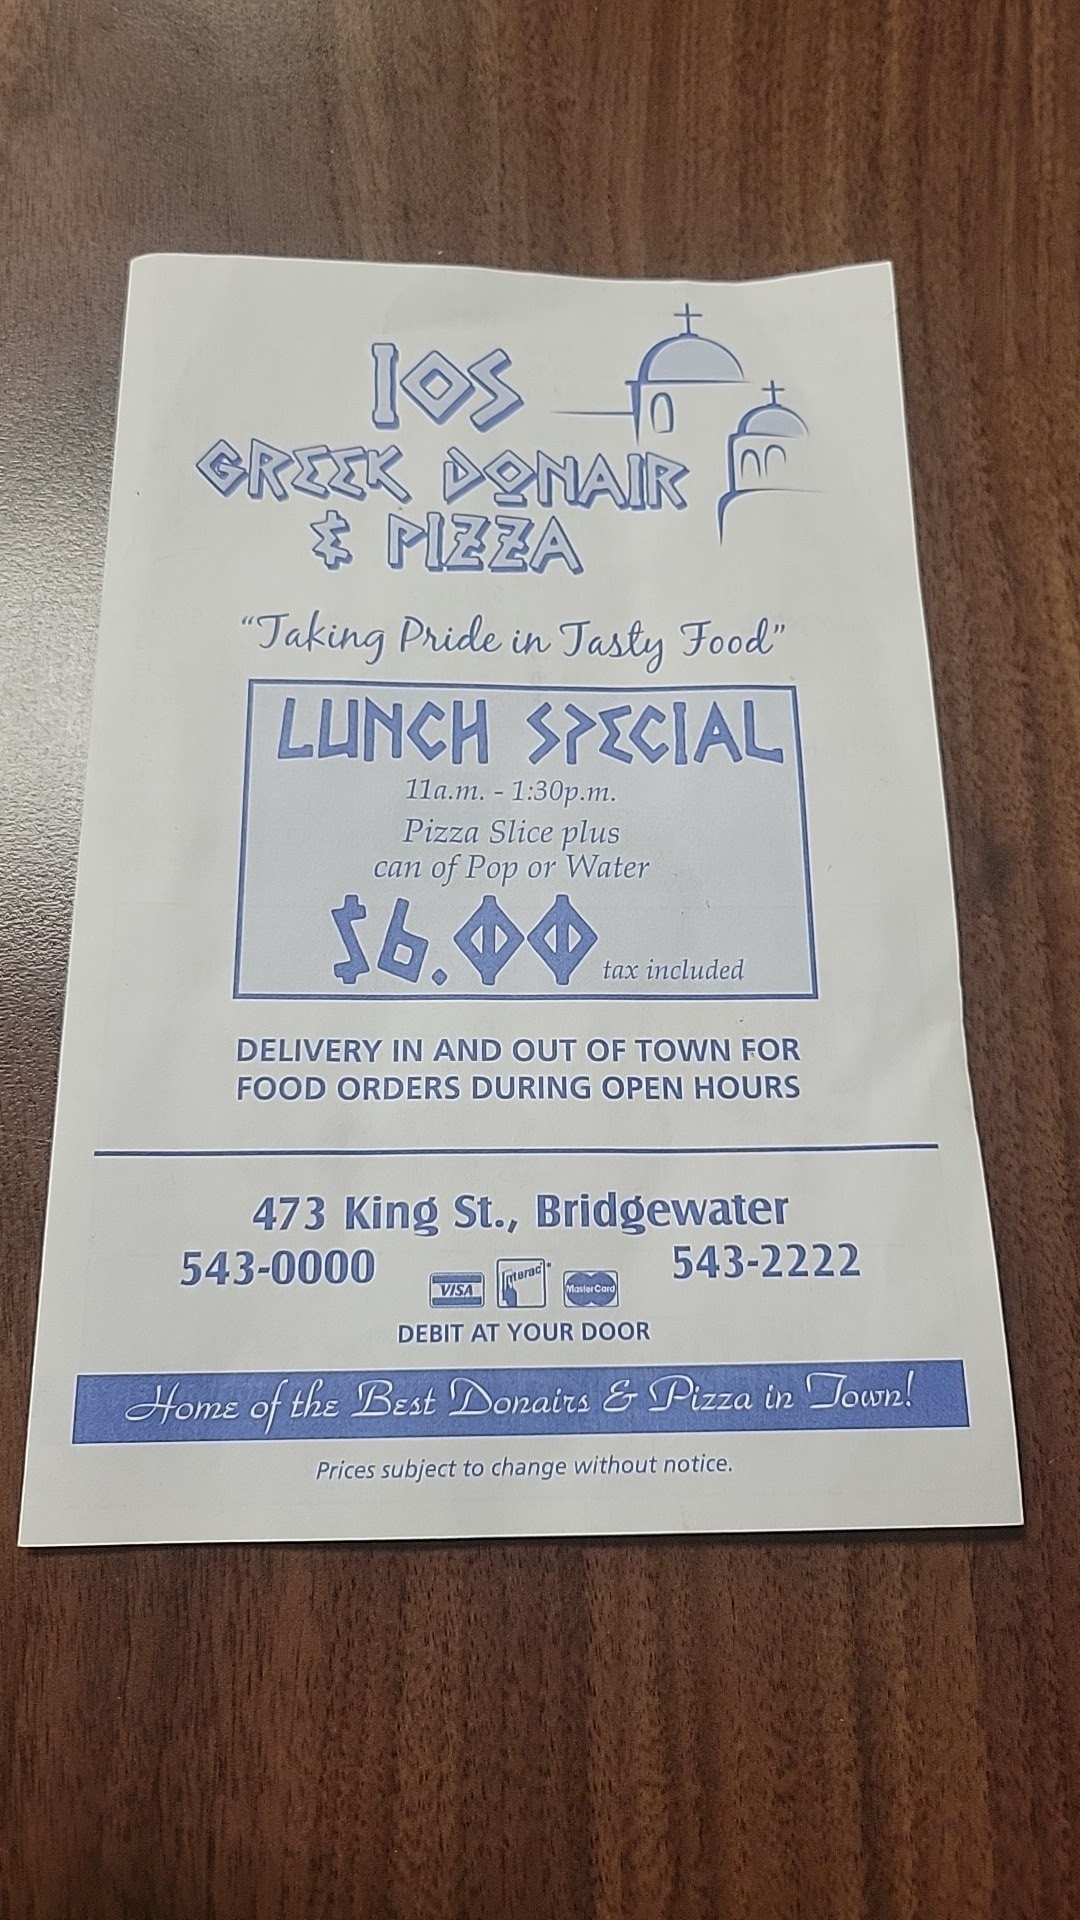 IOS
GREEK DONAIR
& PIZZA
"Taking Pride in Tasty Food"
LUNCH SPECIAL
11a.m. - 1:30p.m.
Pizza Slice plus
can of Pop or Water
$6.00 tax included
DELIVERY IN AND OUT OF TOWN FOR
FOOD ORDERS DURING OPEN HOURS
473 King St., Bridgewater
543-0000 543-2222
VISA Interac* MasterCard
DEBIT AT YOUR DOOR
Home of the Best Donairs & Pizza in Town!
Prices subject to change without notice.